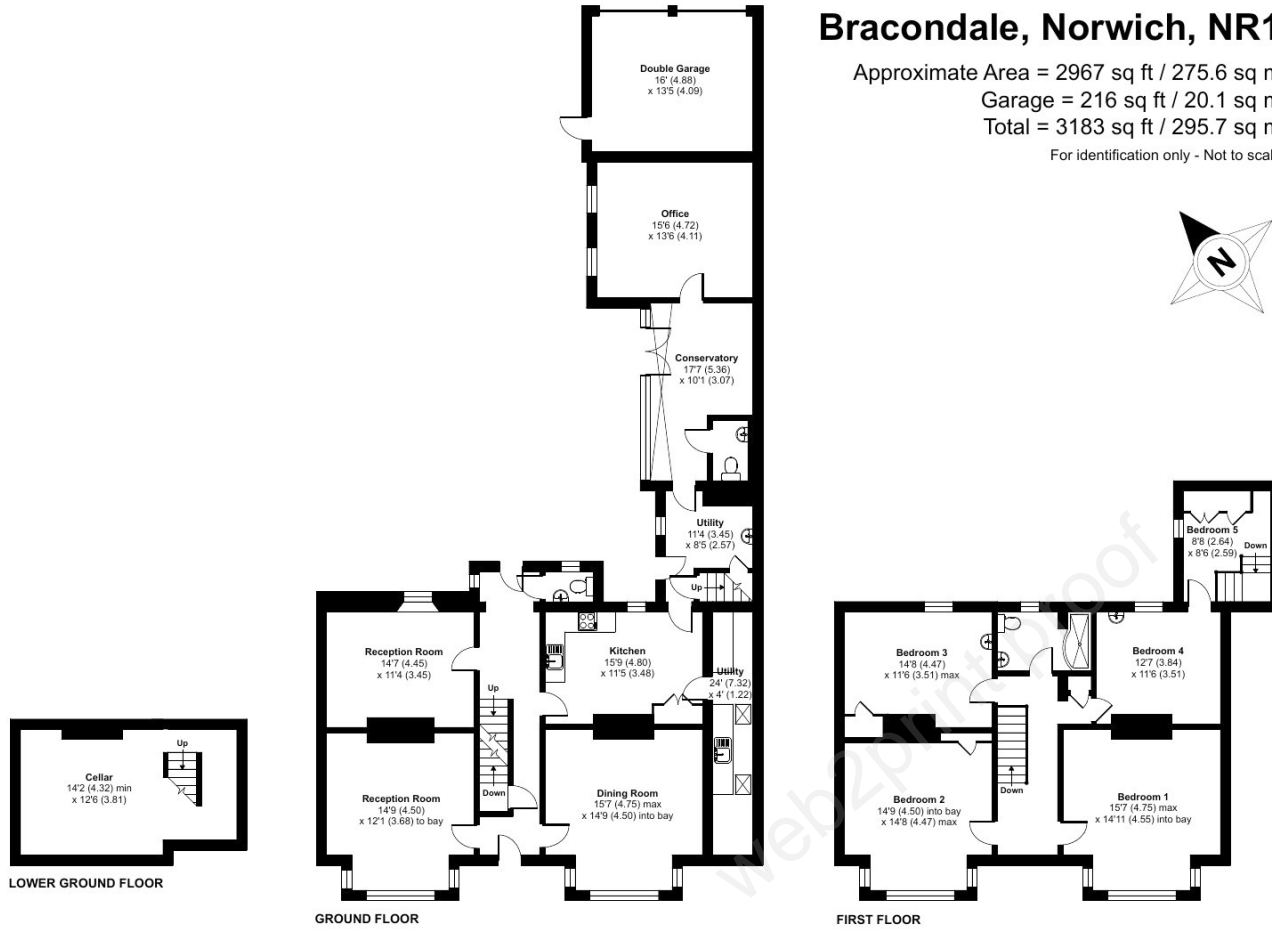 Bracondale, Norwich, NR1
Approximate Area = 2967 sq ft / 275.6 sq m
Garage = 216 sq ft / 20.1 sq m
Total = 3183 sq ft / 295.7 sq m
For identification only - Not to scal
N
Double Garage
16' (4.88)
x 13'5 (4.09)
Office
15'6 (4.72)
x 13'6 (4.11)
Conservatory
17'7 (5.36)
x 10'1 (3.07)
Utility
11'4 (3.45)
x 8'5 (2.57)
Up
Reception Room
14'7 (4.45)
x 11'4 (3.45)
Kitchen
15'9 (4.80)
x 11'5 (3.48)
Utility
24' (7.32)
x 4' (1.22)
Up
Down
Reception Room
14'9 (4.50)
x 12'1 (3.68) to bay
Dining Room
15'7 (4.75) max
x 14'9 (4.50) into bay
GROUND FLOOR
Cellar
14'2 (4.32) min
x 12'6 (3.81)
Up
LOWER GROUND FLOOR
Bedroom 5
8'8 (2.64)
x 8'6 (2.59)
Down
Bedroom 3
14'8 (4.47)
x 11'6 (3.51) max
Bedroom 4
12'7 (3.84)
x 11'6 (3.51)
Down
Bedroom 2
14'9 (4.50) into bay
x 14'8 (4.47) max
Bedroom 1
15'7 (4.75) max
x 14'11 (4.55) into bay
FIRST FLOOR
web2print proof